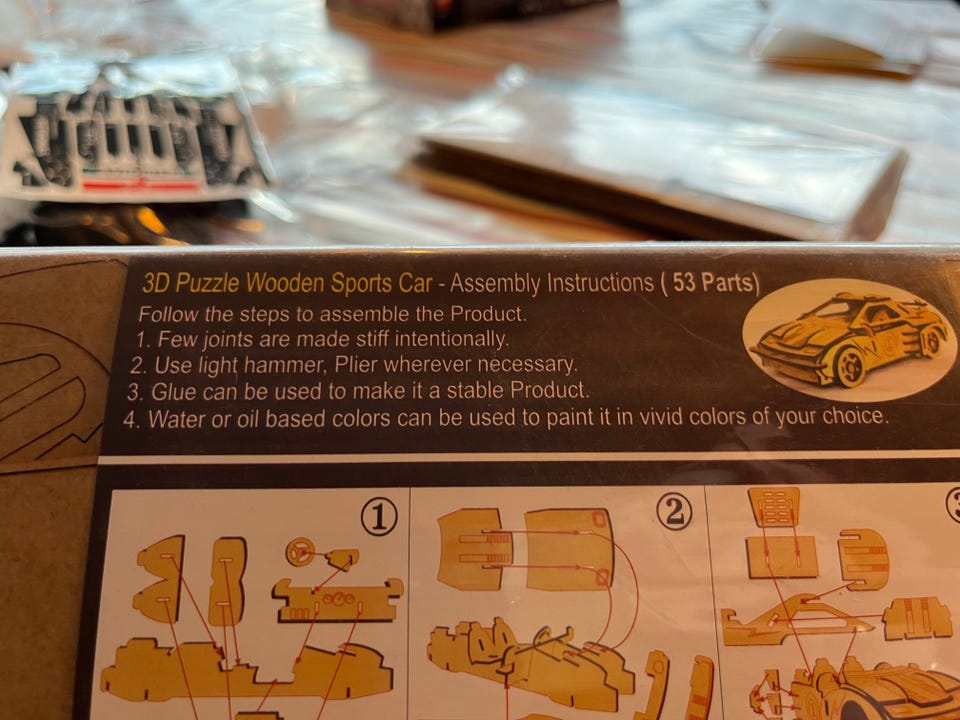 3D Puzzle Wooden Sports Car - Assembly Instructions ( 53 Parts)
Follow the steps to assemble the Product.
1. Few joints are made stiff intentionally.
2. Use light hammer, Plier wherever necessary.
3. Glue can be used to make it a stable Product.
4. Water or oil based colors can be used to paint it in vivid colors of your choice.
1 2 3